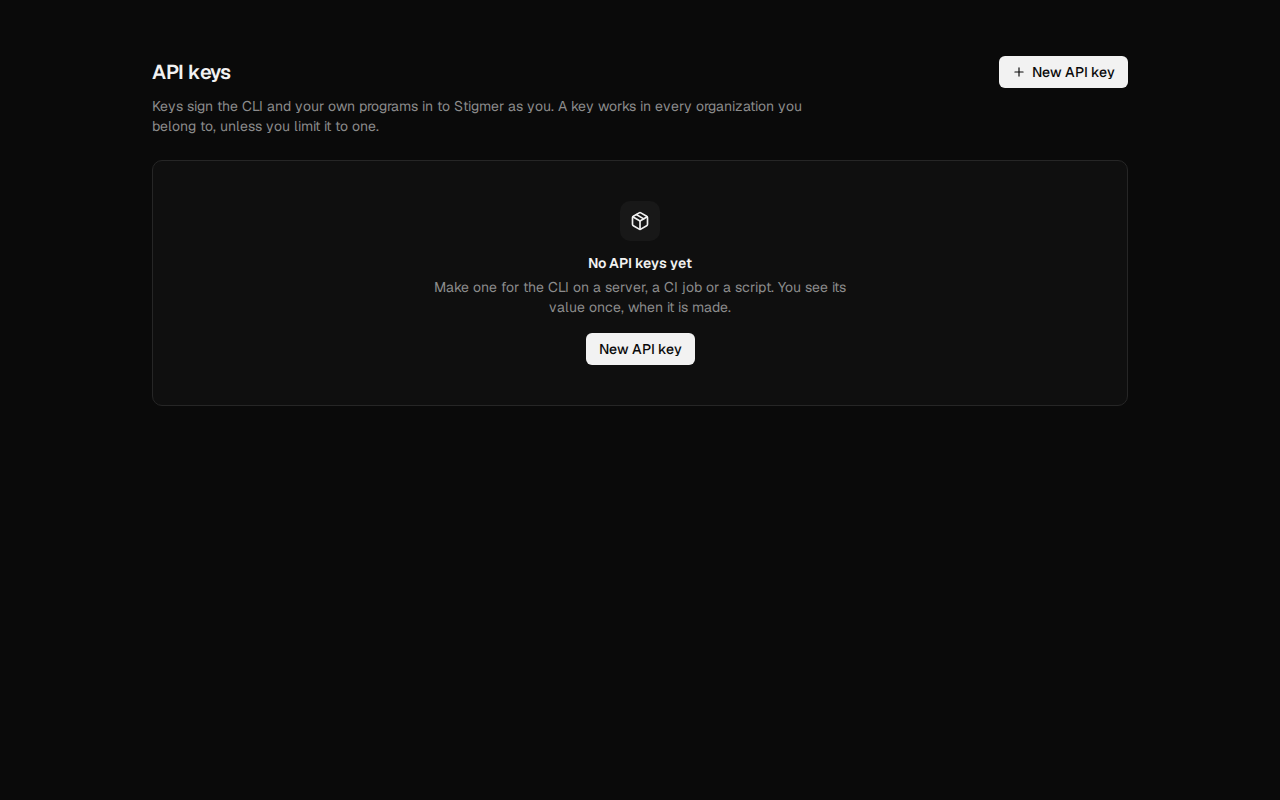 API keys
New API key
Keys sign the CLI and your own programs in to Stigmer as you. A key works in every organization you
belong to, unless you limit it to one.
No API keys yet
Make one for the CLI on a server, a CI job or a script. You see its
value once, when it is made.
New API key